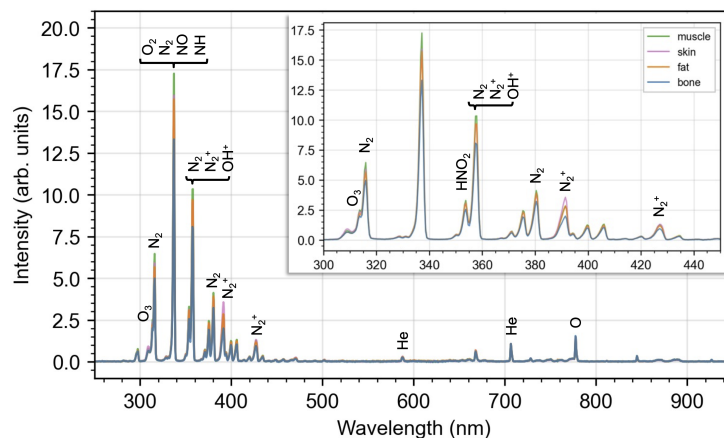 20.0
17.5
15.0
12.5
10.0
7.5
5.0
2.5
0.0
Intensity (arb. units)
300
400
500
600
700
800
900
Wavelength (nm)
O₂
N₂
NO
NH
N₂
N₂⁺
OH⁺
N₂
O₃
N₂
N₂⁺
N₂⁺
He
He
O
17.5
15.0
12.5
10.0
7.5
5.0
2.5
0.0
300
320
340
360
380
400
420
440
O₃
N₂
HNO₂
N₂
N₂⁺
OH⁺
N₂
N₂⁺
N₂⁺
muscle
skin
fat
bone